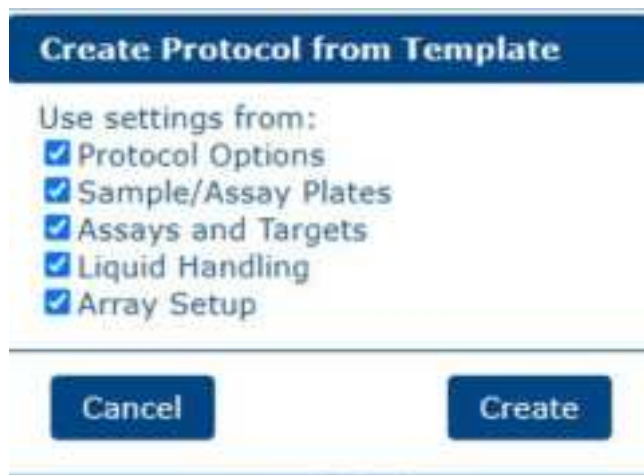 Create Protocol from Template
Use settings from:
Protocol Options
Sample/Assay Plates
Assays and Targets
Liquid Handling
Array Setup
Cancel Create